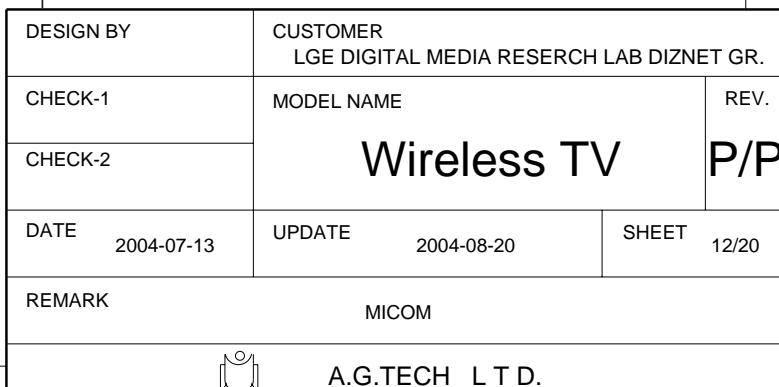 DESIGN BY
CUSTOMER
LGE DIGITAL MEDIA RESERCH LAB DIZNET GR.
CHECK-1
CHECK-2
MODEL NAME
Wireless TV
REV.
P/P
DATE 2004-07-13
UPDATE 2004-08-20
SHEET 12/20
REMARK MICOM
A.G.TECH L T D.